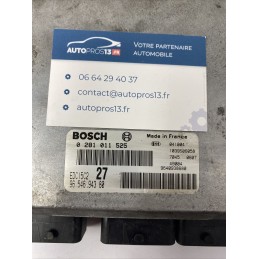 AUTOPROS13.FR
VOTRE PARTENAIRE
AUTOMOBILE
06 64 29 40 37
contact@autopros13.fr
autopros13.fr
BOSCH
Made in France
0 281 011 525
EDC15C2 27
96 546 943 80